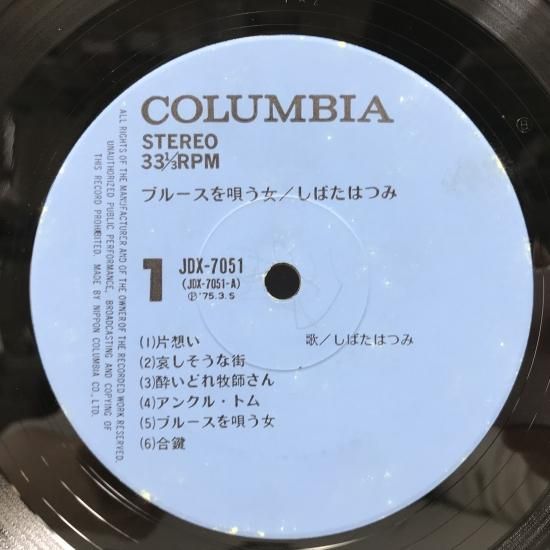 COLUMBIA
STEREO
33⅓RPM
ブルースを唄う女/しばたはつみ
1
JDX-7051
(JDX-7051-A)
Ⓟ'75.3.S
(1)片想い
歌/しばたはつみ
(2)哀しそうな街
(3)酔いどれ牧師さん
(4)アンクル・トム
(5)ブルースを唄う女
(6)合鍵
ALL RIGHTS OF THE MANUFACTURER AND OF THE OWNER OF THE RECORDED WORK RESERVED.
UNAUTHORIZED PUBLIC PERFORMANCE, BROADCASTING AND COPYING OF
THIS RECORD PROHIBITED. MADE BY NIPPON COLUMBIA CO., LTD.